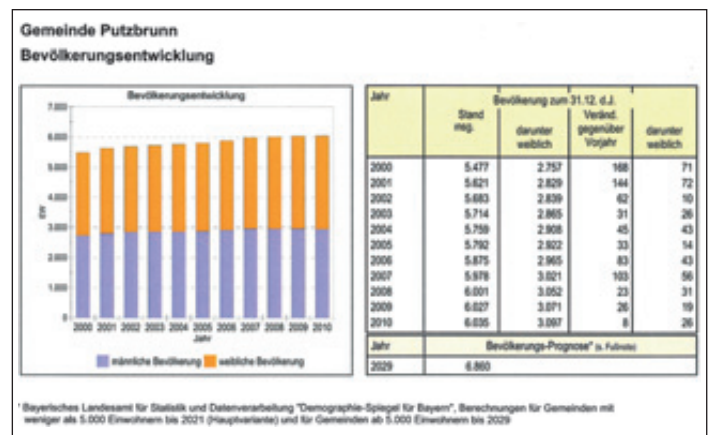 Gemeinde Putzbrunn
Bevölkerungsentwicklung
Bevölkerungsentwicklung
7.000
6.000
5.000
4.000
3.000
2.000
1.000
0
EW
2000 2001 2002 2003 2004 2005 2006 2007 2008 2009 2010
Jahr
männliche Bevölkerung weibliche Bevölkerung
Jahr Bevölkerung zum 31.12. d.J.
Stand insg. darunter weiblich Veränd. gegenüber Vorjahr darunter weiblich
2000 5.477 2.757 168 71
2001 5.621 2.829 144 72
2002 5.683 2.839 62 10
2003 5.714 2.865 31 26
2004 5.759 2.908 45 43
2005 5.792 2.922 33 14
2006 5.875 2.965 83 43
2007 5.978 3.021 103 56
2008 6.001 3.052 23 31
2009 6.027 3.071 26 19
2010 6.035 3.097 8 26
Jahr Bevölkerungs-Prognose* (s. Fußnote)
2029 6.860
* Bayerisches Landesamt für Statistik und Datenverarbeitung "Demographie-Spiegel für Bayern", Berechnungen für Gemeinden mit
weniger als 5.000 Einwohnern bis 2021 (Hauptvariante) und für Gemeinden ab 5.000 Einwohnern bis 2029